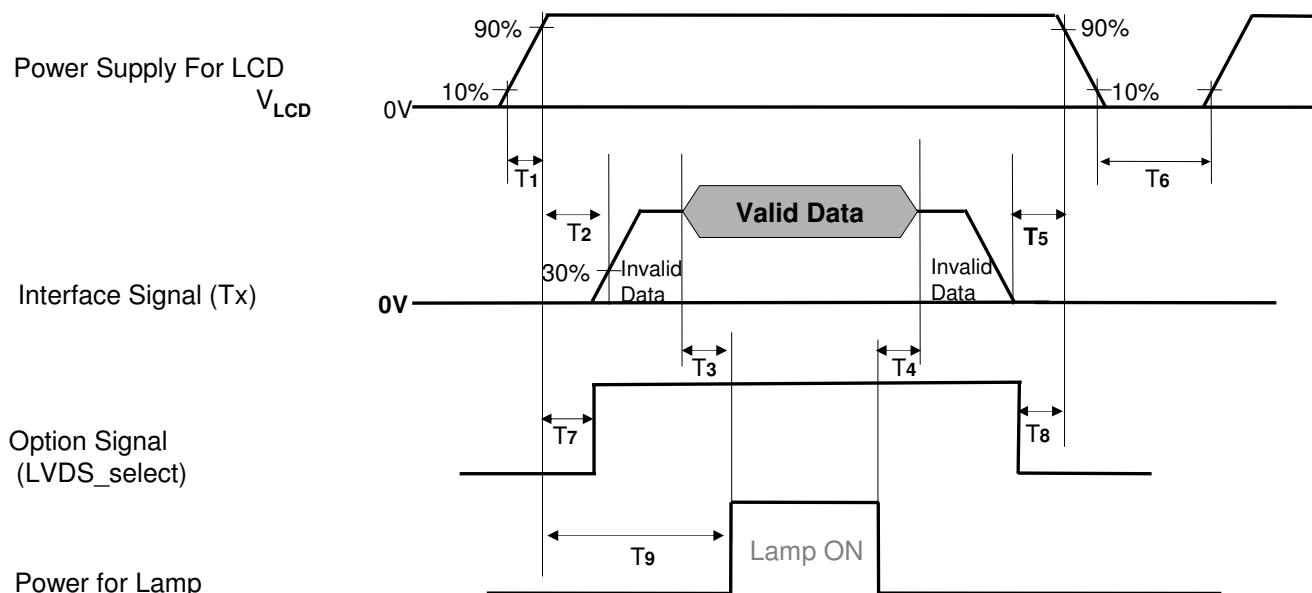 90%
90%
Power Supply For LCD
VLCD
10%
10%
0V
T1
T6
T2
Valid Data
T5
30%
Invalid
Data
Invalid
Data
Interface Signal (Tx)
0V
T3
T4
T7
T8
Option Signal
(LVDS_select)
T9
Lamp ON
Power for Lamp